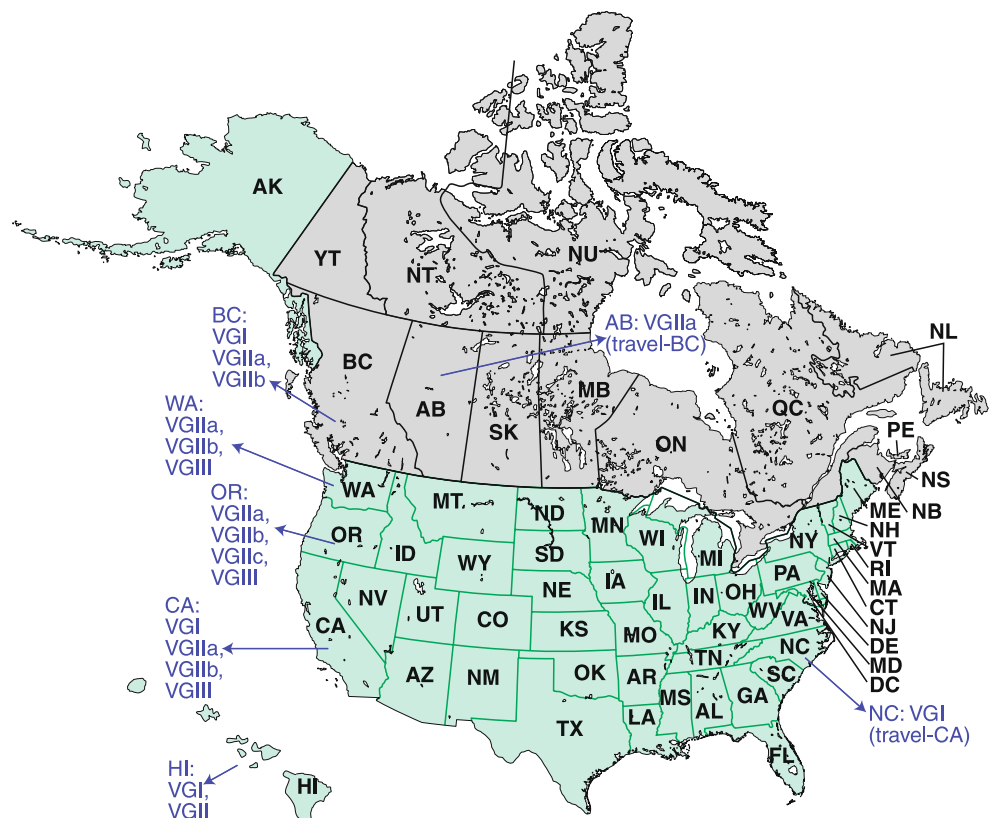 AK
YT
NT
NU
BC:
VGI
VGIIa,
VGIIb
AB: VGIIa
(travel-BC)
NL
BC
AB
SK
MB
ON
QC
PE
NS
NB
WA:
VGIIa,
VGIIb,
VGIII
OR:
VGIIa,
VGIIb,
VGIIc,
VGIII
CA:
VGI
VGIIa,
VGIIb,
VGIII
WA
MT
ND
MN
OR
ID
WY
SD
WI
MI
NY
ME
NH
VT
RI
MA
CT
NJ
DE
MD
DC
NV
UT
CO
NE
IA
IL
IN
OH
PA
WV
VA
CA
KS
MO
KY
AZ
NM
OK
AR
TN
NC
SC
TX
LA
MS
AL
GA
FL
NC: VGI
(travel-CA)
HI:
VGI,
VGII
HI